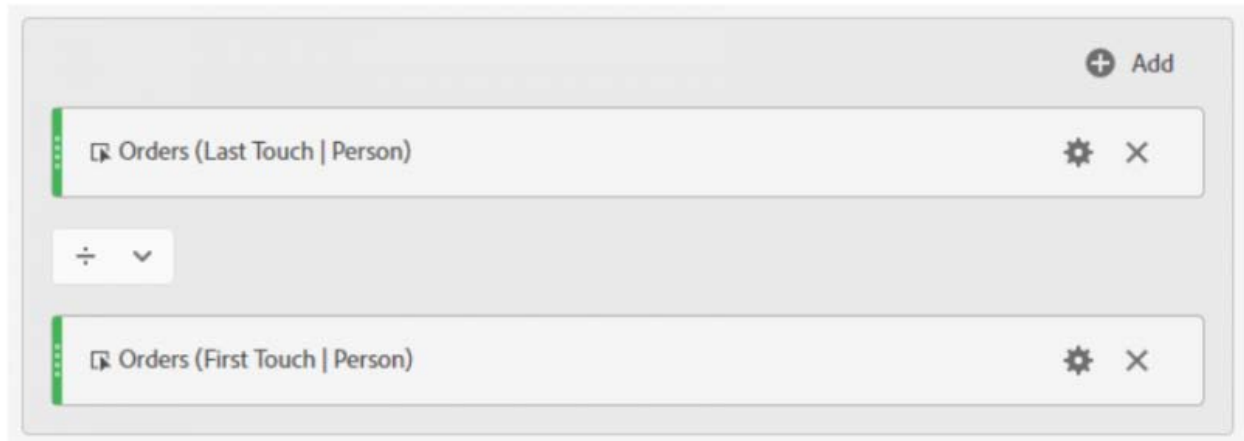 Add
Orders (Last Touch | Person)
÷
Orders (First Touch | Person)